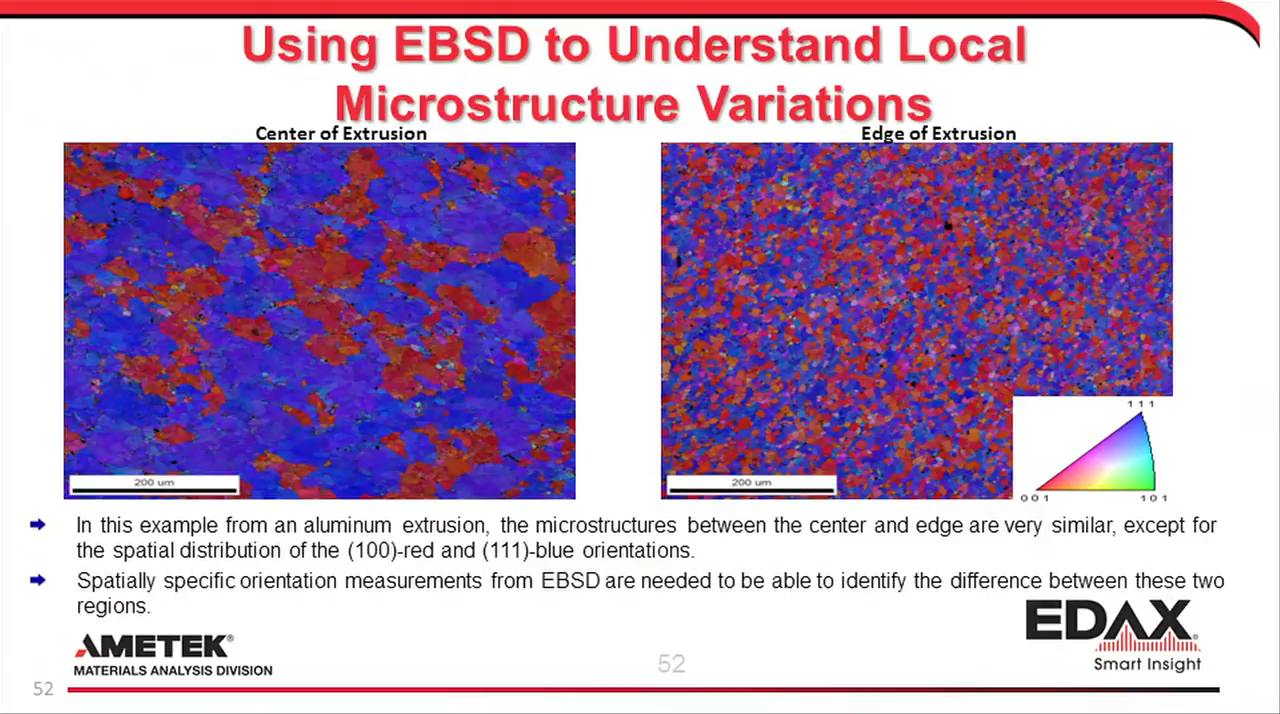 Using EBSD to Understand Local
Microstructure Variations
Center of Extrusion
Edge of Extrusion
200 um
200 um
1 1 1
0 0 1
1 0 1
In this example from an aluminum extrusion, the microstructures between the center and edge are very similar, except for
the spatial distribution of the (100)-red and (111)-blue orientations.
Spatially specific orientation measurements from EBSD are needed to be able to identify the difference between these two
regions.
AMETEK®
MATERIALS ANALYSIS DIVISION
52
EDAX®
Smart Insight
52